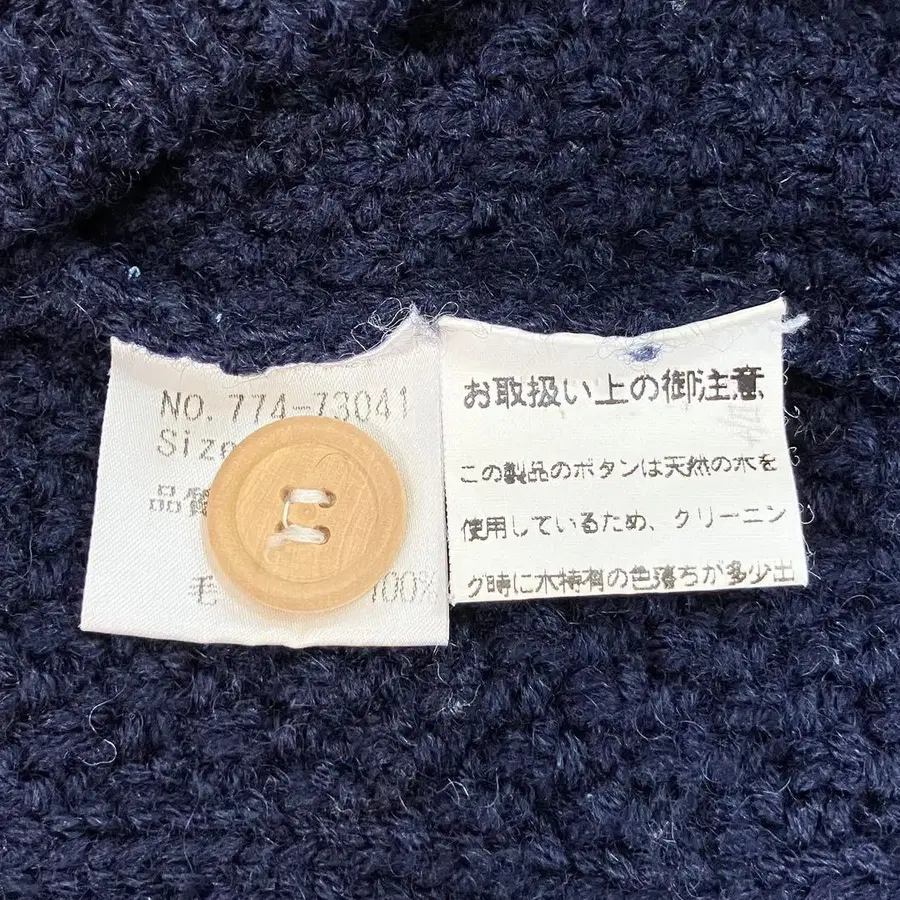 NO. 774-73041
Size
品質
毛 100%
お取扱い上の御注意
この製品のボタンは天然の木を
使用しているため、クリーニン
グ時に木特有の色落ちが多少出